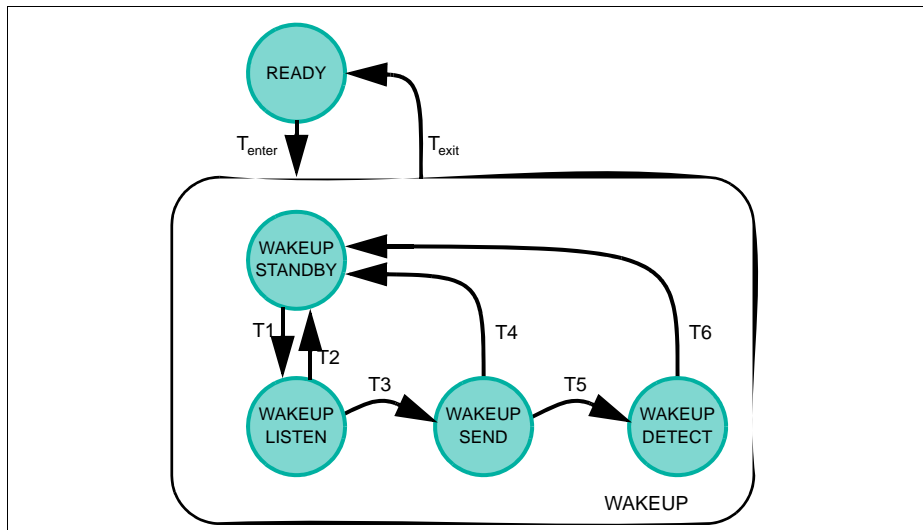 READY
Tenter
Texit
WAKEUP
STANDBY
T1
T2
T4
T6
T3
T5
WAKEUP
LISTEN
WAKEUP
SEND
WAKEUP
DETECT
WAKEUP